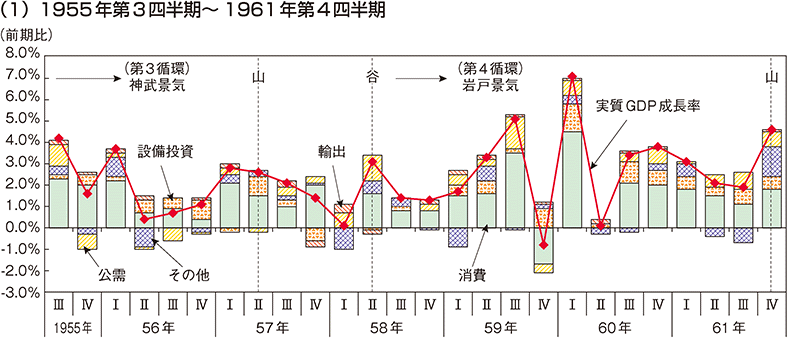 （1）1955年第３四半期～1961年第４四半期
（前期比）
8.0%
7.0%
6.0%
5.0%
4.0%
3.0%
2.0%
1.0%
0.0%
-1.0%
-2.0%
-3.0%
（第３循環）
神武景気
山
谷
（第４循環）
岩戸景気
山
実質GDP成長率
設備投資
輸出
公需
その他
消費
Ⅲ Ⅳ Ⅰ Ⅱ Ⅲ Ⅳ Ⅰ Ⅱ Ⅲ Ⅳ Ⅰ Ⅱ Ⅲ Ⅳ Ⅰ Ⅱ Ⅲ Ⅳ Ⅰ Ⅱ Ⅲ Ⅳ Ⅰ Ⅱ Ⅲ Ⅳ
1955年 56年 57年 58年 59年 60年 61年